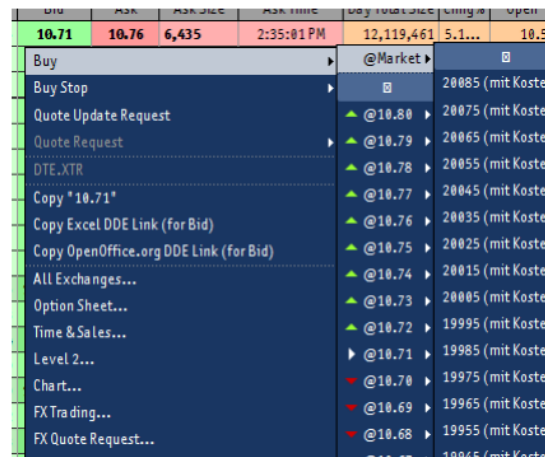 Bid Ask Ask Size Ask Time Day Total Size Chng% Open
10.71 10.76 6,435 2:35:01 PM 12,119,461 5.1... 10.5
Buy @Market
Buy Stop 20085 (mit Koste
Quote Update Request @10.80 20075 (mit Koste
Quote Request @10.79 20065 (mit Koste
DTE.XTR @10.78 20055 (mit Koste
Copy "10.71" @10.77 20045 (mit Koste
Copy Excel DDE Link (for Bid) @10.76 20035 (mit Koste
Copy OpenOffice.org DDE Link (for Bid) @10.75 20025 (mit Koste
All Exchanges... @10.74 20015 (mit Koste
Option Sheet... @10.73 20005 (mit Koste
Time & Sales... @10.72 19995 (mit Koste
Level 2... @10.71 19985 (mit Koste
Chart... @10.70 19975 (mit Koste
FX Trading... @10.69 19965 (mit Koste
FX Quote Request... @10.68 19955 (mit Koste
19945 (mit Koste